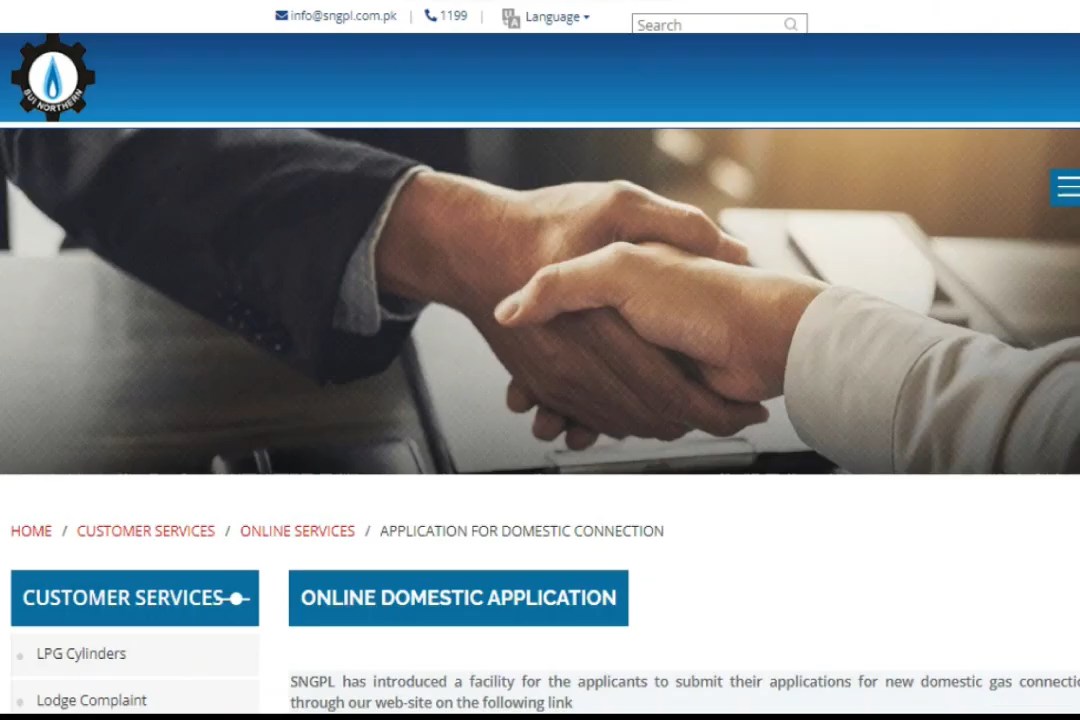 info@sngpl.com.pk | 1199 | Language
Search
SUI NORTHERN
HOME / CUSTOMER SERVICES / ONLINE SERVICES / APPLICATION FOR DOMESTIC CONNECTION
CUSTOMER SERVICES
ONLINE DOMESTIC APPLICATION
LPG Cylinders
SNGPL has introduced a facility for the applicants to submit their applications for new domestic gas connectio
through our web-site on the following link
Lodge Complaint